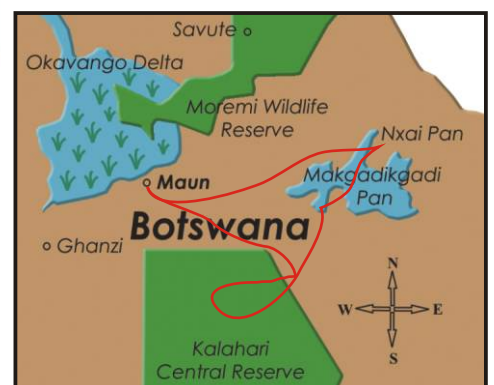 Savute
Okavango Delta
Moremi Wildlife
Reserve
Nxai Pan
Makgadikgadi
Pan
Maun
Botswana
Ghanzi
N
W E
S
Kalahari
Central Reserve